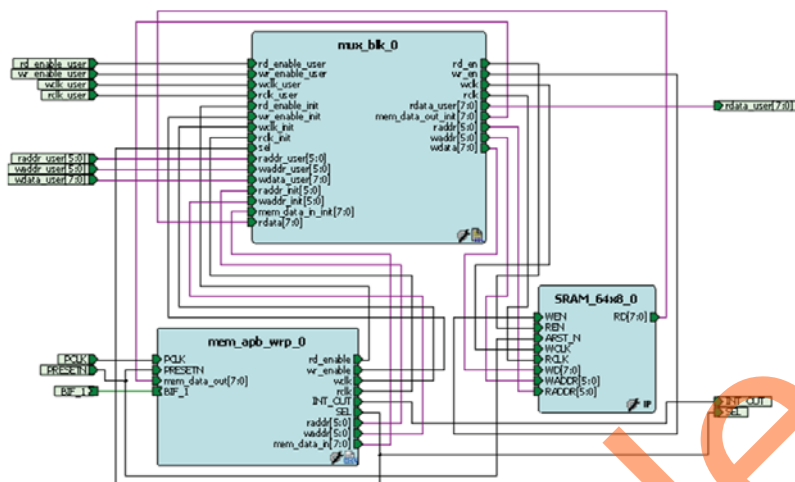 mux_blk_0
rd_enable_user
wr_enable_user
wclk_user
rclk_user
raddr_user[5:0]
waddr_user[5:0]
wdata_user[7:0]
rd_enable_user
wr_enable_user
wclk_user
rclk_user
rd_enable_init
wr_enable_init
wclk_init
rclk_init
sel
raddr_user[5:0]
waddr_user[5:0]
wdata_user[7:0]
raddr_init[5:0]
waddr_init[5:0]
mem_data_in_init[7:0]
rdata[7:0]
rd_en
wr_en
wclk
rclk
rdata_user[7:0]
mem_data_out_init[7:0]
raddr[5:0]
waddr[5:0]
wdata[7:0]
rdata_user[7:0]
SRAM_64x8_0
WEN
REN
ARST_N
WCLK
RCLK
WD[7:0]
WADDR[5:0]
RADDR[5:0]
RD[7:0]
IP
mem_apb_wrp_0
PCLK
PRESETN
BIF_1
PCLK
PRESETN
mem_data_out[7:0]
BIF_1
rd_enable
wr_enable
wclk
rclk
INT_OUT
SEL
raddr[5:0]
waddr[5:0]
mem_data_in[7:0]
INT_OUT
SEL